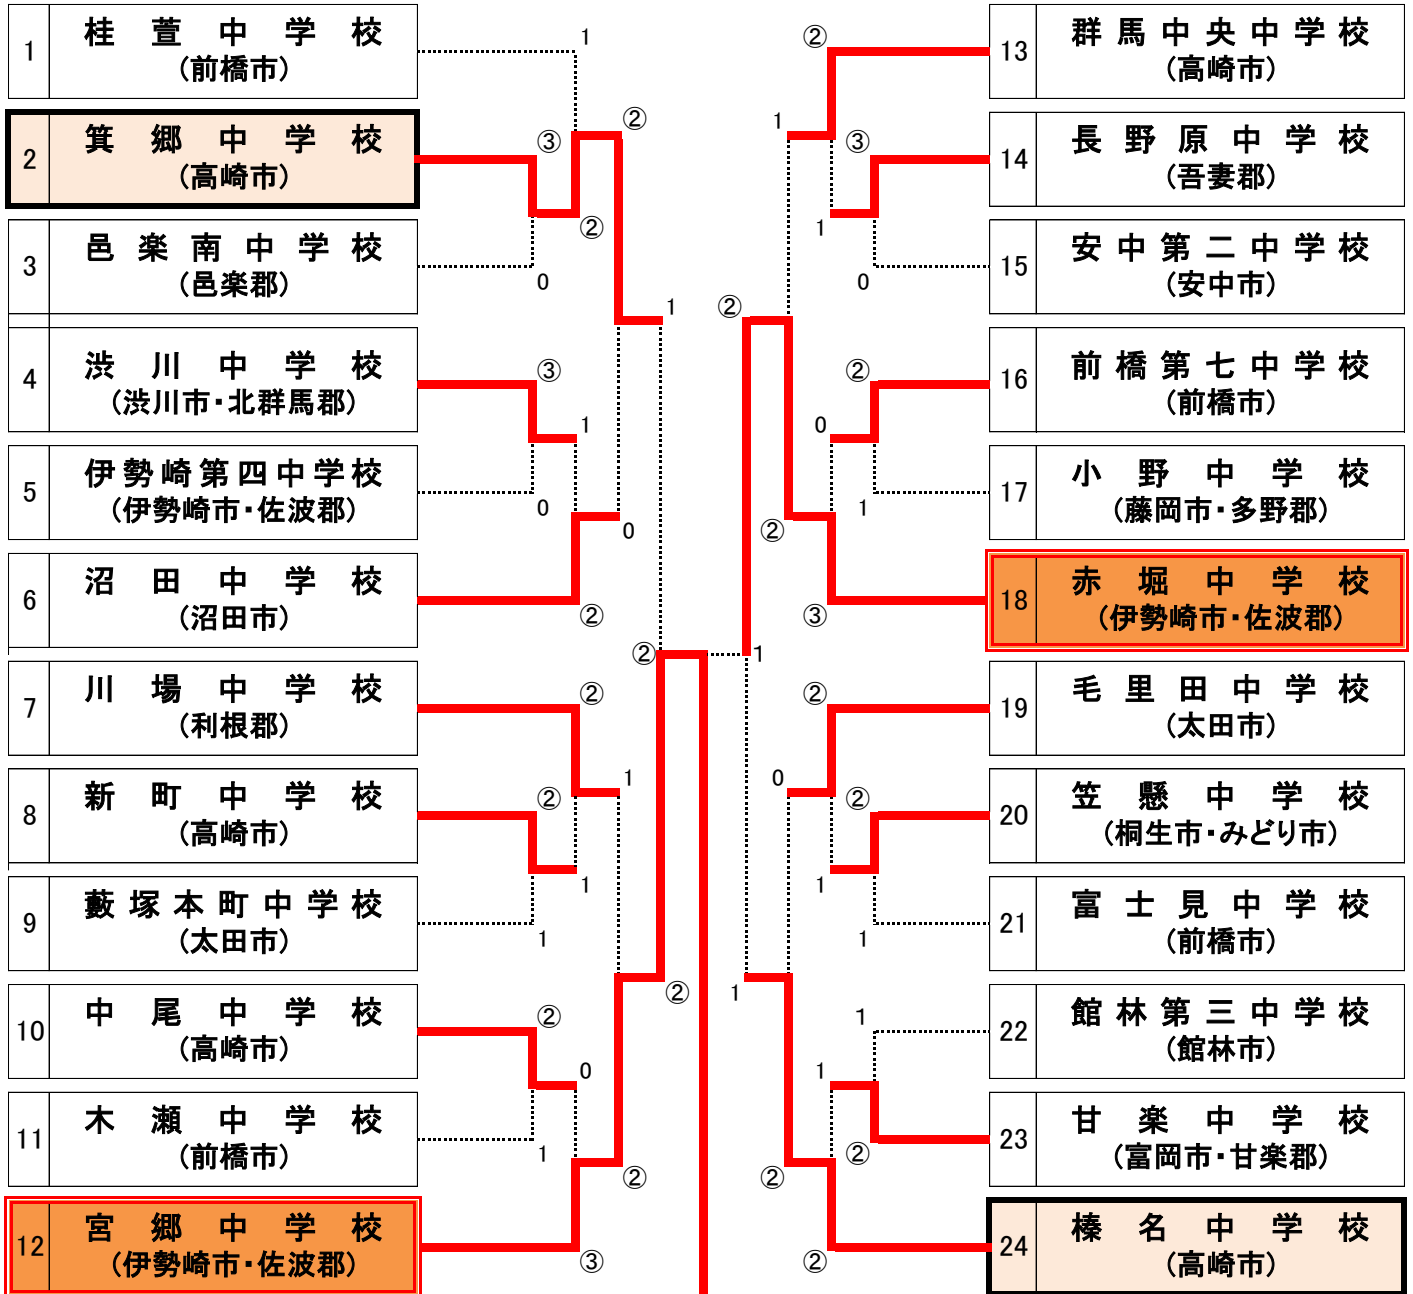 1 桂萱中学校
(前橋市)
2 箕郷中学校
(高崎市)
3 邑楽南中学校
(邑楽郡)
4 渋川中学校
(渋川市・北群馬郡)
5 伊勢崎第四中学校
(伊勢崎市・佐波郡)
6 沼田中学校
(沼田市)
7 川場中学校
(利根郡)
8 新町中学校
(高崎市)
9 藪塚本町中学校
(太田市)
10 中尾中学校
(高崎市)
11 木瀬中学校
(前橋市)
12 宮郷中学校
(伊勢崎市・佐波郡)
1
③
②
②
0
③
1
0
0
②
1
②
②
1
②
1
1
②
②
0
1
②
③
②
②
1
③
1
0
②
②
0
1
②
③
1
②
0
②
1
1
1
1
1
②
②
②
13 群馬中央中学校
(高崎市)
14 長野原中学校
(吾妻郡)
15 安中第二中学校
(安中市)
16 前橋第七中学校
(前橋市)
17 小野中学校
(藤岡市・多野郡)
18 赤堀中学校
(伊勢崎市・佐波郡)
19 毛里田中学校
(太田市)
20 笠懸中学校
(桐生市・みどり市)
21 富士見中学校
(前橋市)
22 館林第三中学校
(館林市)
23 甘楽中学校
(富岡市・甘楽郡)
24 榛名中学校
(高崎市)